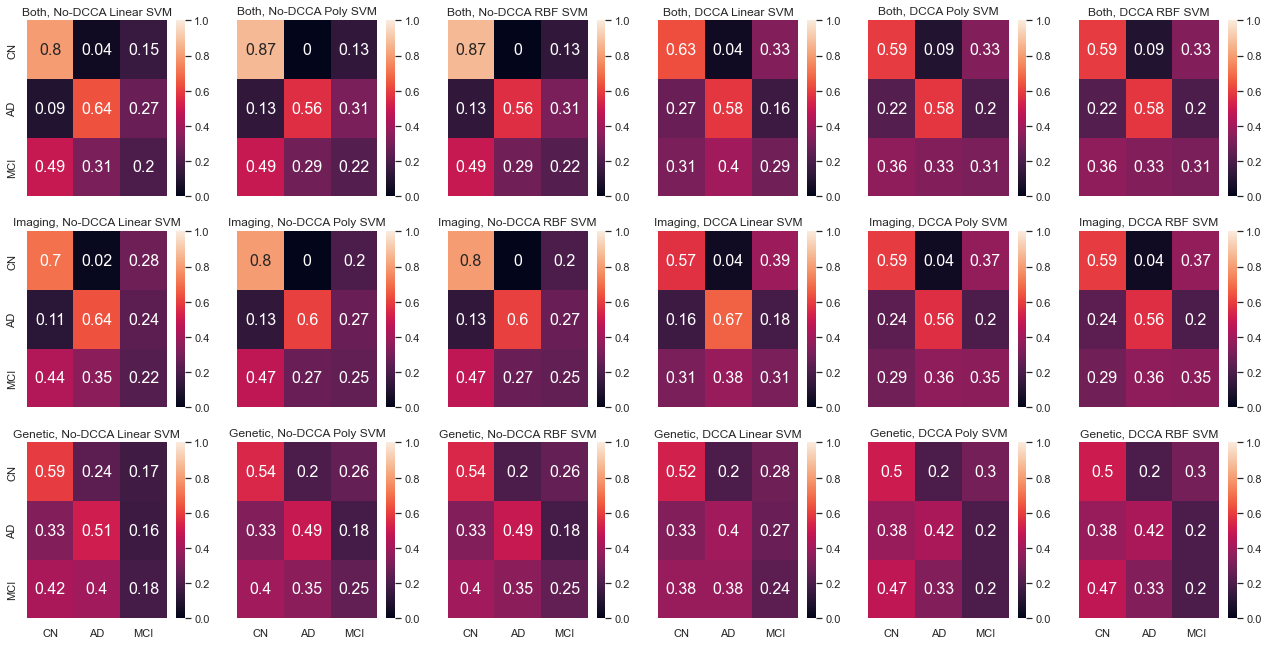 Both, No-DCCA Linear SVM
CN 0.8 0.04 0.15
AD 0.09 0.64 0.27
MCI 0.49 0.31 0.2
1.0
0.8
0.6
0.4
0.2
0.0
Both, No-DCCA Poly SVM
0.87 0 0.13
0.13 0.56 0.31
0.49 0.29 0.22
1.0
0.8
0.6
0.4
0.2
0.0
Both, No-DCCA RBF SVM
0.87 0 0.13
0.13 0.56 0.31
0.49 0.29 0.22
1.0
0.8
0.6
0.4
0.2
0.0
Both, DCCA Linear SVM
0.63 0.04 0.33
0.27 0.58 0.16
0.31 0.4 0.29
1.0
0.8
0.6
0.4
0.2
0.0
Both, DCCA Poly SVM
0.59 0.09 0.33
0.22 0.58 0.2
0.36 0.33 0.31
1.0
0.8
0.6
0.4
0.2
0.0
Both, DCCA RBF SVM
0.59 0.09 0.33
0.22 0.58 0.2
0.36 0.33 0.31
1.0
0.8
0.6
0.4
0.2
0.0
Imaging, No-DCCA Linear SVM
CN 0.7 0.02 0.28
AD 0.11 0.64 0.24
MCI 0.44 0.35 0.22
1.0
0.8
0.6
0.4
0.2
0.0
Imaging, No-DCCA Poly SVM
0.8 0 0.2
0.13 0.6 0.27
0.47 0.27 0.25
1.0
0.8
0.6
0.4
0.2
0.0
Imaging, No-DCCA RBF SVM
0.8 0 0.2
0.13 0.6 0.27
0.47 0.27 0.25
1.0
0.8
0.6
0.4
0.2
0.0
Imaging, DCCA Linear SVM
0.57 0.04 0.39
0.16 0.67 0.18
0.31 0.38 0.31
1.0
0.8
0.6
0.4
0.2
0.0
Imaging, DCCA Poly SVM
0.59 0.04 0.37
0.24 0.56 0.2
0.29 0.36 0.35
1.0
0.8
0.6
0.4
0.2
0.0
Imaging, DCCA RBF SVM
0.59 0.04 0.37
0.24 0.56 0.2
0.29 0.36 0.35
1.0
0.8
0.6
0.4
0.2
0.0
Genetic, No-DCCA Linear SVM
CN 0.59 0.24 0.17
AD 0.33 0.51 0.16
MCI 0.42 0.4 0.18
CN AD MCI
1.0
0.8
0.6
0.4
0.2
0.0
Genetic, No-DCCA Poly SVM
0.54 0.2 0.26
0.33 0.49 0.18
0.4 0.35 0.25
CN AD MCI
1.0
0.8
0.6
0.4
0.2
0.0
Genetic, No-DCCA RBF SVM
0.54 0.2 0.26
0.33 0.49 0.18
0.4 0.35 0.25
CN AD MCI
1.0
0.8
0.6
0.4
0.2
0.0
Genetic, DCCA Linear SVM
0.52 0.2 0.28
0.33 0.4 0.27
0.38 0.38 0.24
CN AD MCI
1.0
0.8
0.6
0.4
0.2
0.0
Genetic, DCCA Poly SVM
0.5 0.2 0.3
0.38 0.42 0.2
0.47 0.33 0.2
CN AD MCI
1.0
0.8
0.6
0.4
0.2
0.0
Genetic, DCCA RBF SVM
0.5 0.2 0.3
0.38 0.42 0.2
0.47 0.33 0.2
CN AD MCI
1.0
0.8
0.6
0.4
0.2
0.0